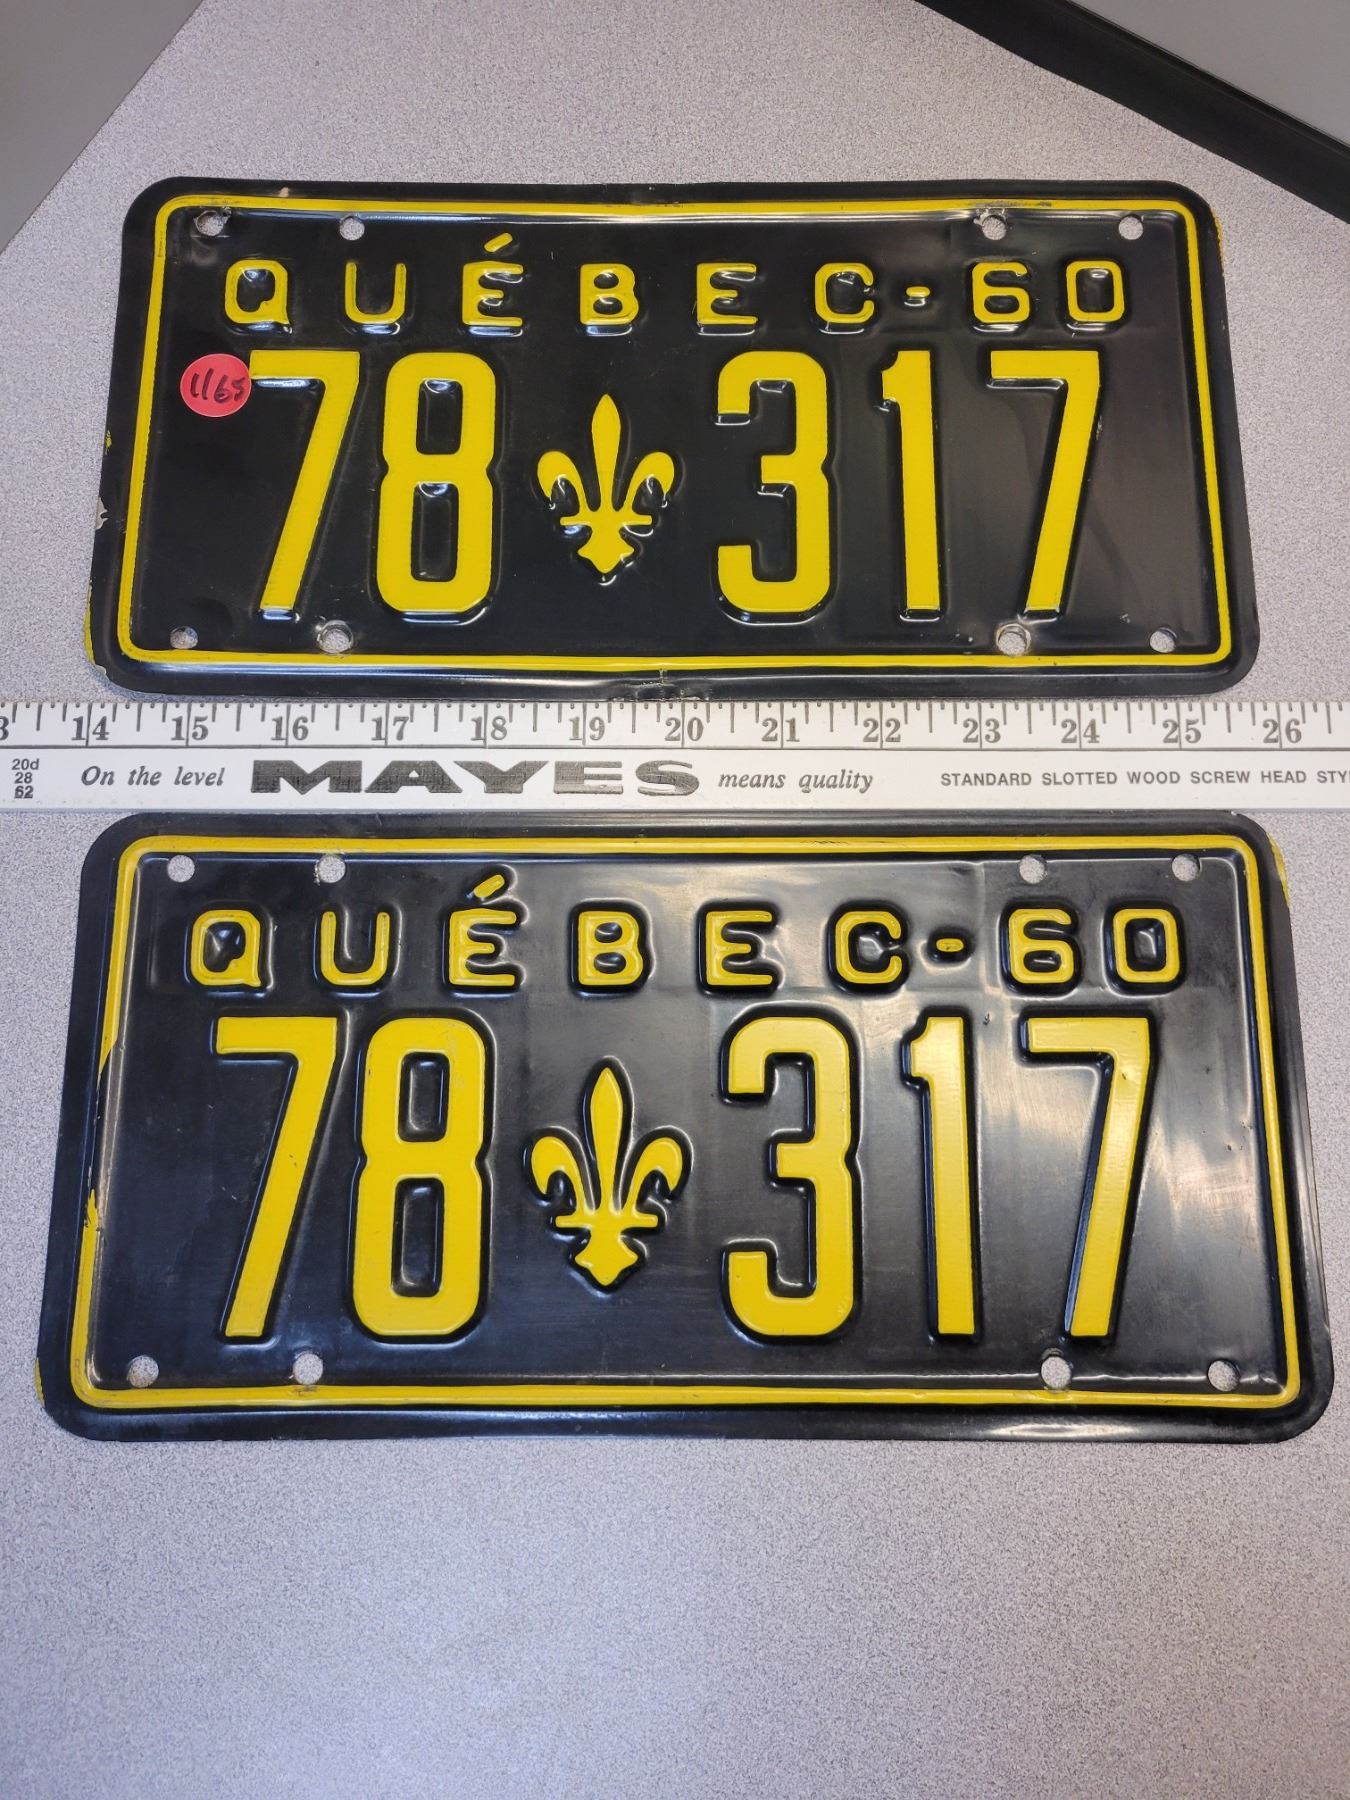 QUÉBEC-60
1165
78 317
3 14 15 16 17 18 19 20 21 22 23 24 25 26
20d
28
62
On the level MAYES means quality STANDARD SLOTTED WOOD SCREW HEAD STY
QUÉBEC-60
78 317